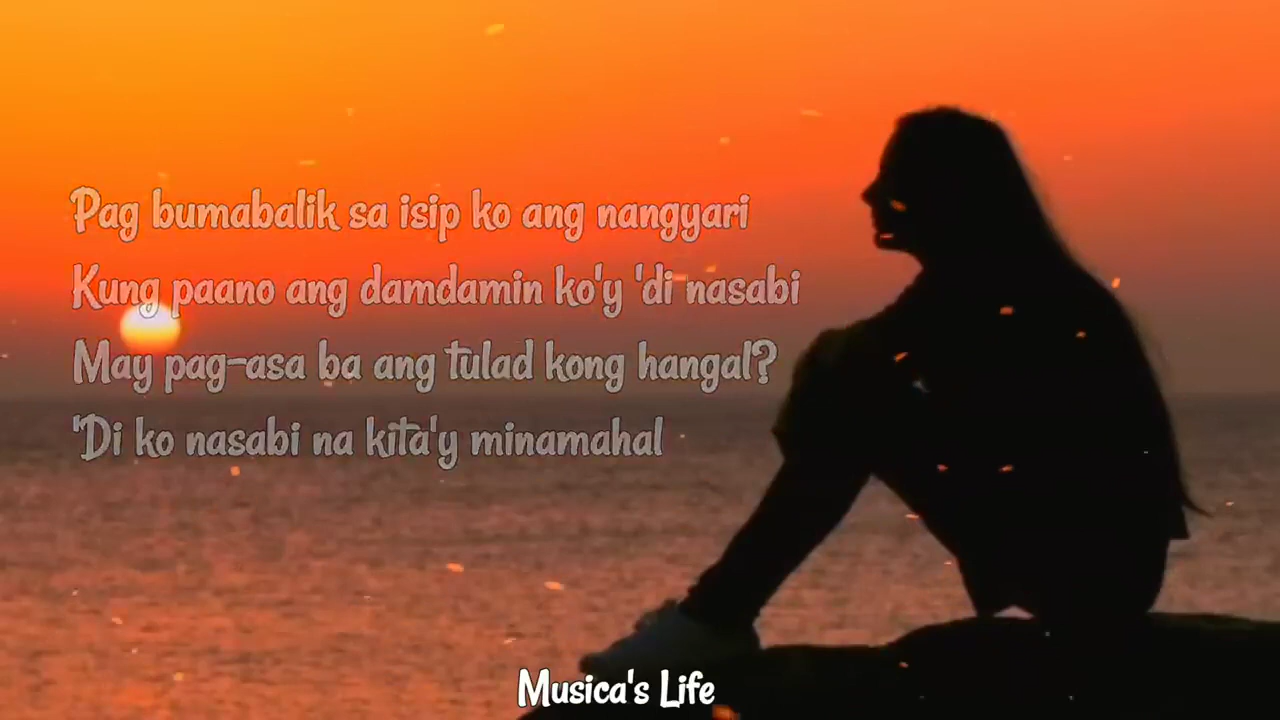 Pag bumabalik sa isip ko ang nangyari
Kung paano ang damdamin ko'y 'di nasabi
May pag-asa ba ang tulad kong hangal?
'Di ko nasabi na kita'y minamahal
Musica's Life